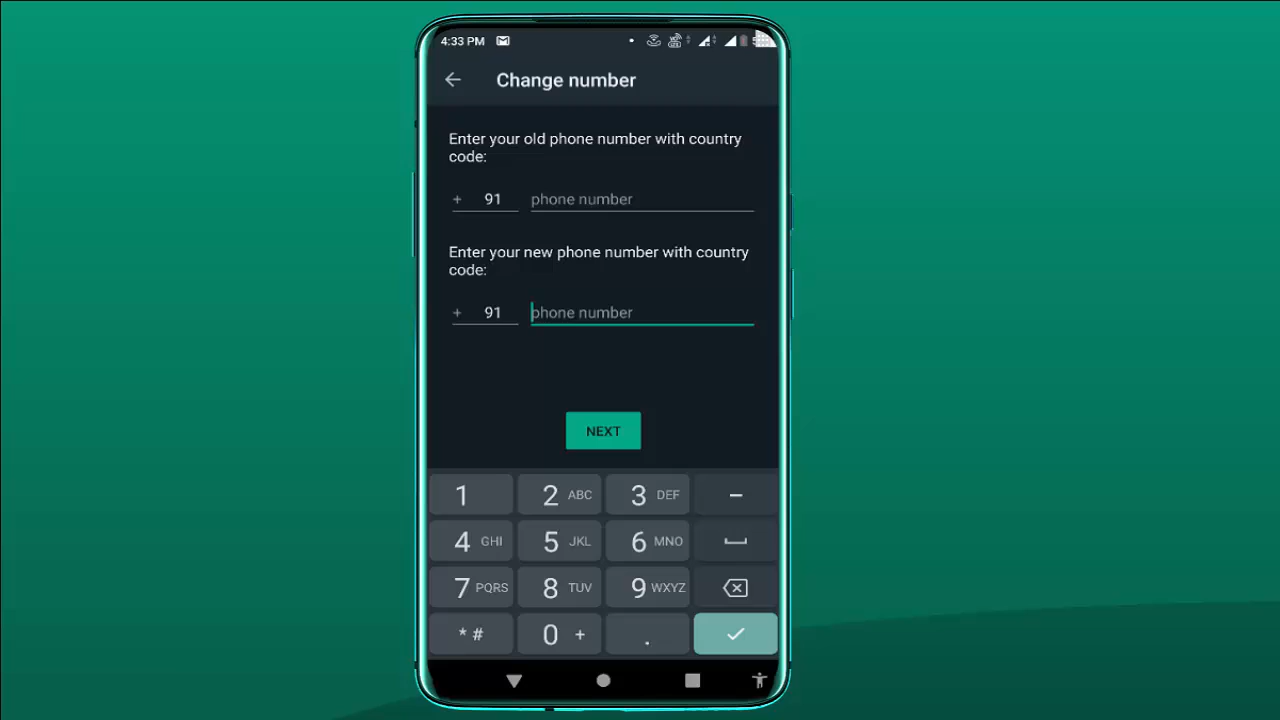 4:33 PM
Change number
Enter your old phone number with country
code:
+ 91 phone number
Enter your new phone number with country
code:
+ 91 phone number
NEXT
1 2 ABC 3 DEF -
4 GHI 5 JKL 6 MNO
7 PQRS 8 TUV 9 WXYZ
* # 0 + .